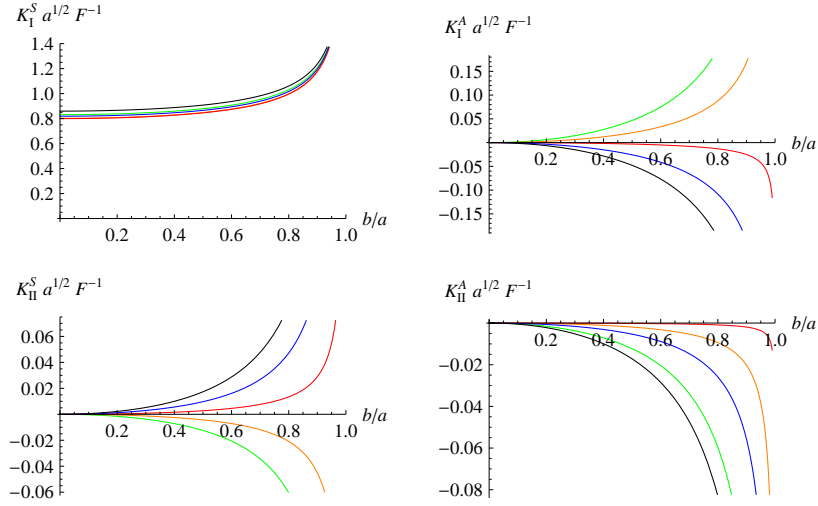 K_I^S a^{1/2} F^{-1}
1.4
1.2
1.0
0.8
0.6
0.4
0.2
0.2 0.4 0.6 0.8 1.0
b/a
K_I^A a^{1/2} F^{-1}
0.15
0.10
0.05
−0.05
−0.10
−0.15
0.2 0.4 0.6 0.8 1.0
b/a
K_II^S a^{1/2} F^{-1}
0.06
0.04
0.02
0.00
−0.02
−0.04
−0.06
0.2 0.4 0.6 0.8 1.0
b/a
K_II^A a^{1/2} F^{-1}
0.2 0.4 0.6 0.8 1.0
b/a
−0.02
−0.04
−0.06
−0.08